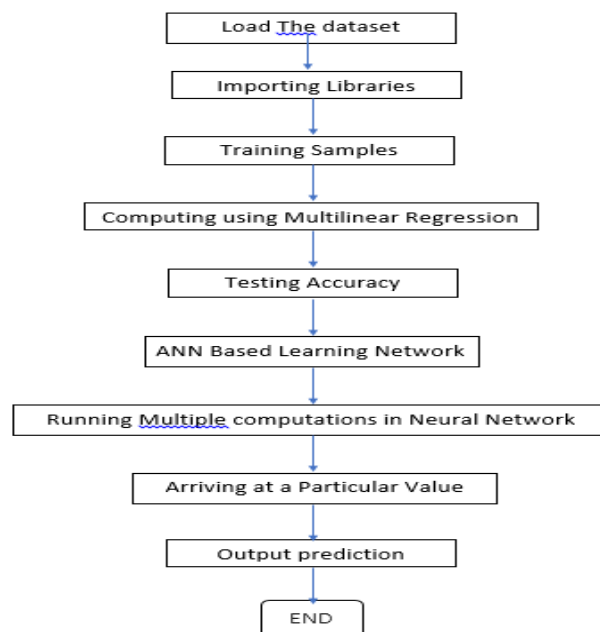 Load The dataset
Importing Libraries
Training Samples
Computing using Multilinear Regression
Testing Accuracy
ANN Based Learning Network
Running Multiple computations in Neural Network
Arriving at a Particular Value
Output prediction
END